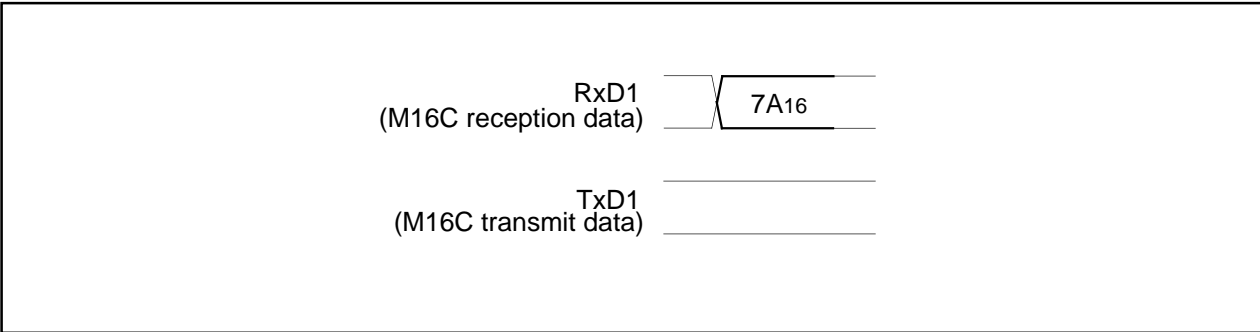 RxD1
(M16C reception data)
7A16
TxD1
(M16C transmit data)